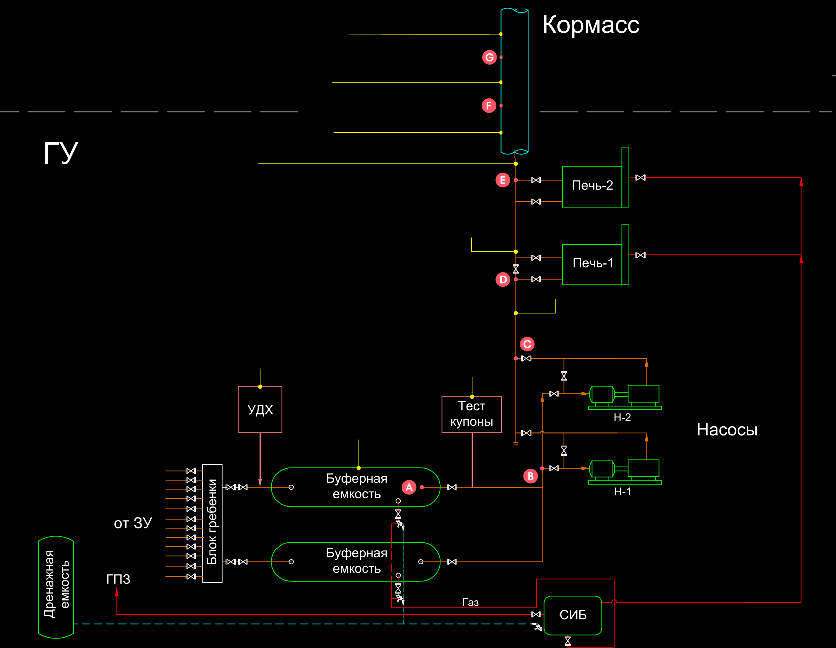 Кормасс
G
F
ГУ
E
Печь-2
Печь-1
D
C
УДХ
Тест
купоны
Н-2
Насосы
Буферная
емкость
A
B
Н-1
от ЗУ
Блок гребенки
Буферная
емкость
Дренажная
емкость
ГПЗ
Газ
СИБ